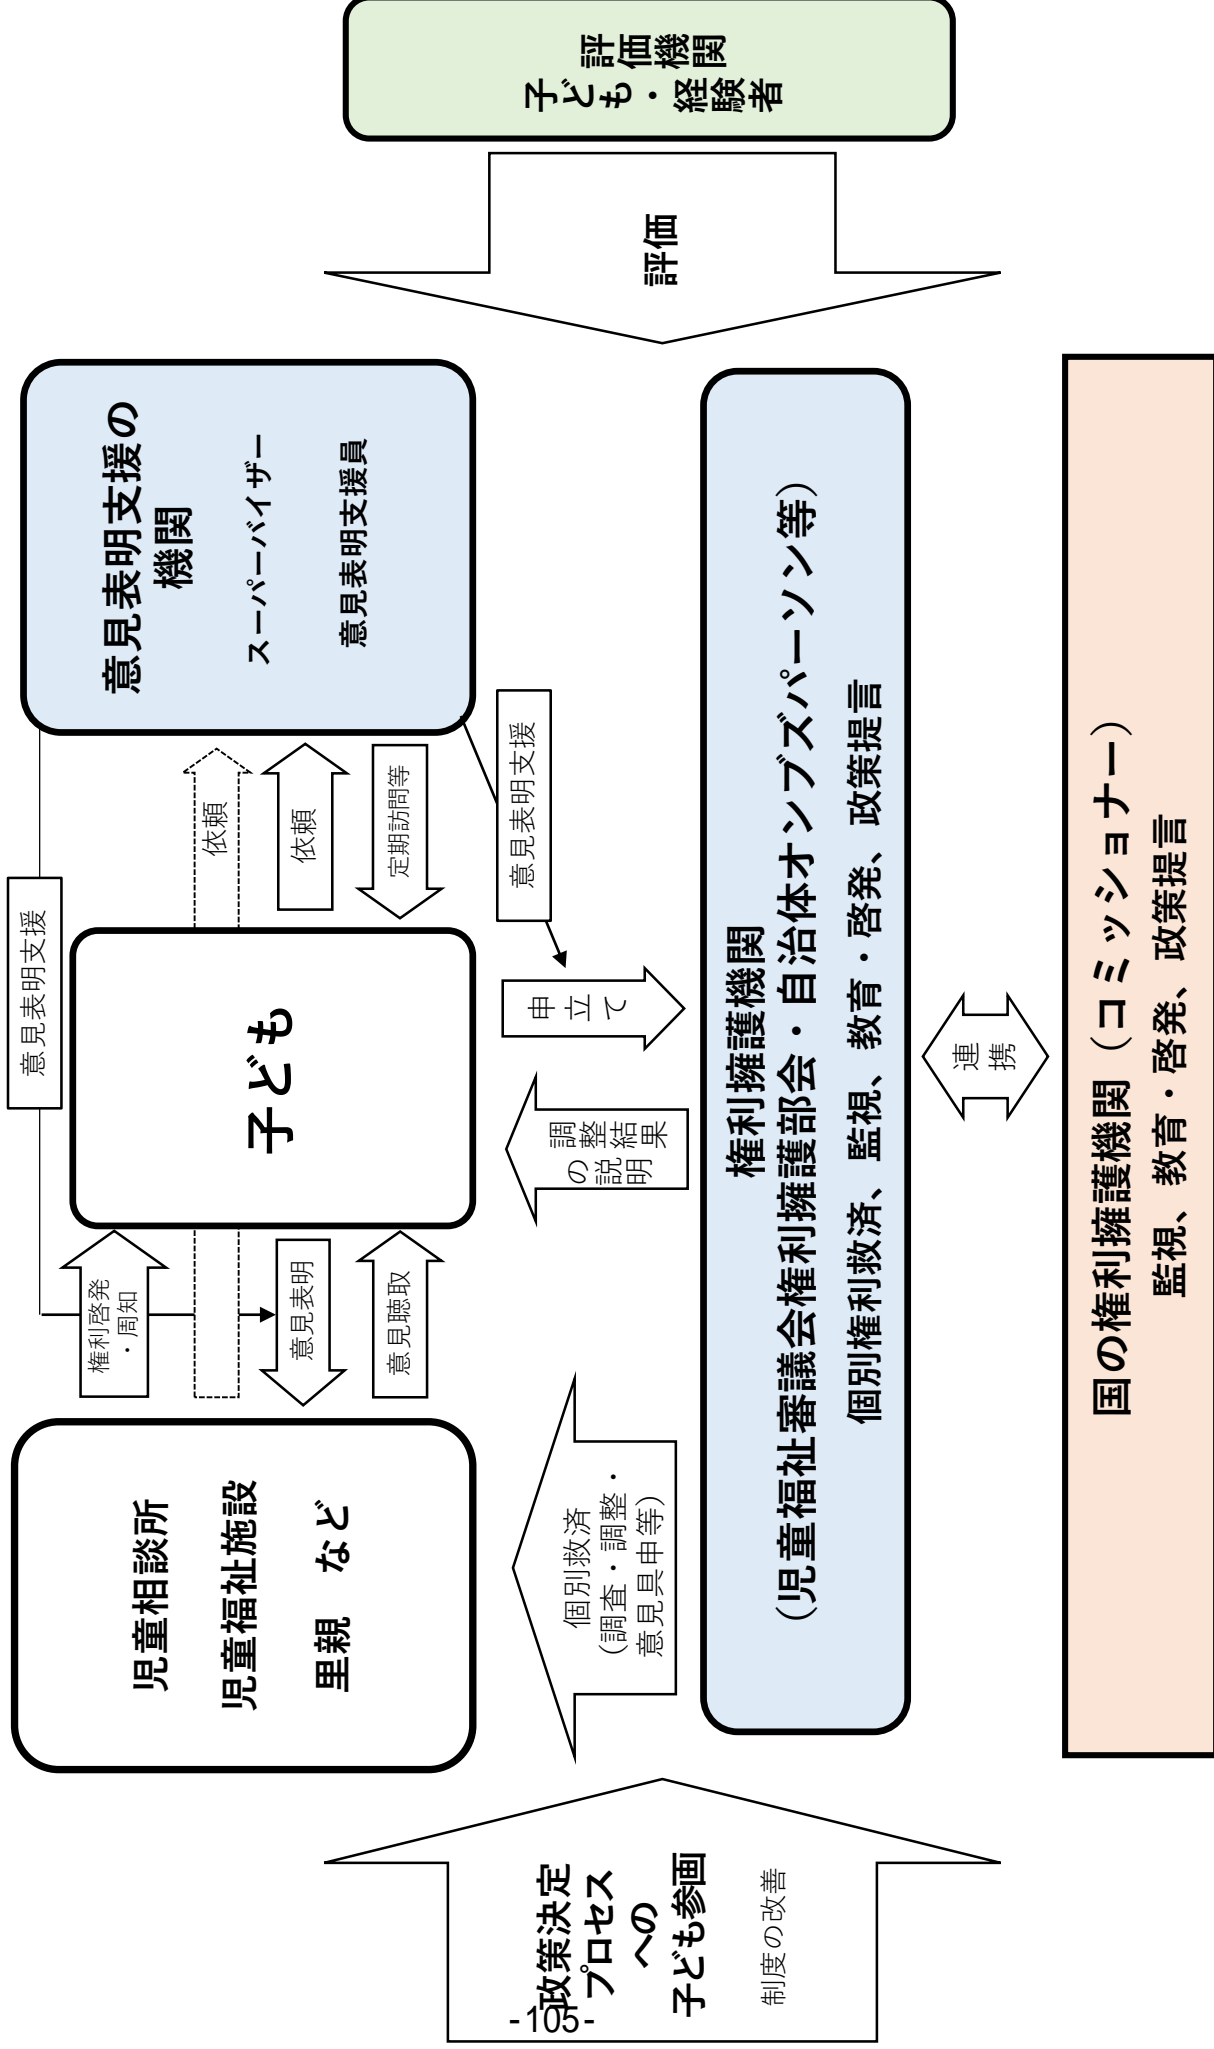 意見表明支援
児童相談所
児童福祉施設
里親　など
権利啓発
・周知
意見表明
意見聴取
子ども
依頼
依頼
定期訪問等
意見表明支援の
機関
スーパーバイザー
意見表明支援員
意見表明支援
申立て
調整結果
の説明
個別救済
（調査・調整・
意見具申等）
政策決定
プロセス
への
子ども参画
制度の改善
評価
評価機関
子ども・経験者
権利擁護機関
（児童福祉審議会権利擁護部会・自治体オンブズパーソン等）
個別権利救済、監視、教育・啓発、政策提言
連携
国の権利擁護機関（コミッショナー）
監視、教育・啓発、政策提言
-105-